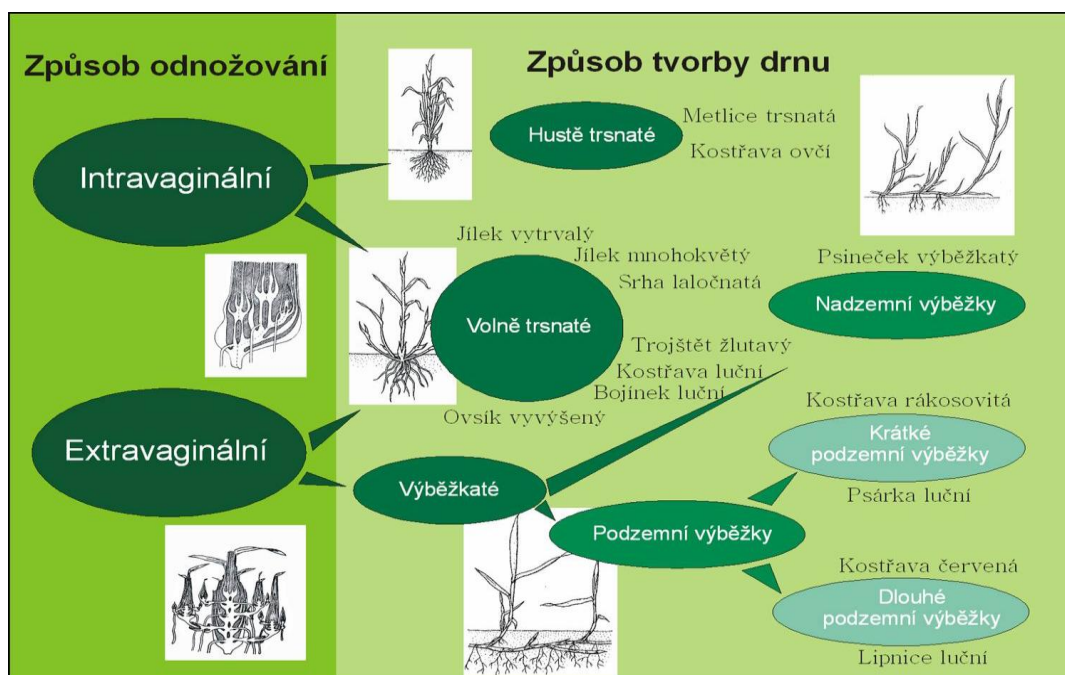 Způsob odnožování
Způsob tvorby drnu
Intravaginální
Hustě trsnaté
Metlice trsnatá
Kostřava ovčí
Jílek vytrvalý
Jílek mnohokvětý
Srha laločnatá
Volně trsnaté
Trojštět žlutavý
Kostřava luční
Bojínek luční
Ovsík vyvýšený
Psineček výběžkatý
Nadzemní výběžky
Extravaginální
Výběžkaté
Podzemní výběžky
Kostřava rákosovitá
Krátké
podzemní výběžky
Psárka luční
Kostřava červená
Dlouhé
podzemní výběžky
Lipnice luční